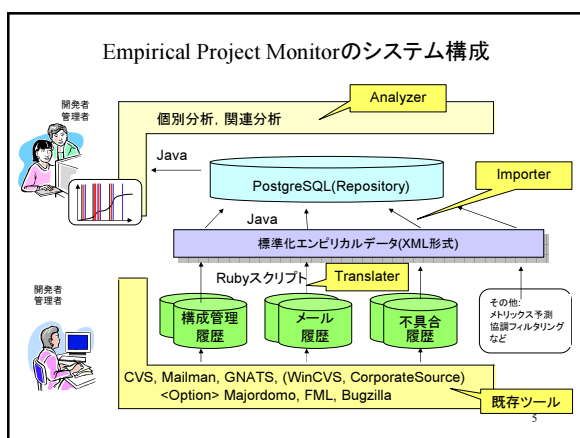 Empirical Project Monitorのシステム構成
開発者
管理者
Analyzer
個別分析，関連分析
Java
PostgreSQL(Repository)
Importer
Java
標準化エンピリカルデータ(XML形式)
Rubyスクリプト
Translater
開発者
管理者
構成管理
履歴
メール
履歴
不具合
履歴
その他:
メトリックス予測
協調フィルタリング
など
CVS, Mailman, GNATS, (WinCVS, CorporateSource)
<Option> Majordomo, FML, Bugzilla
既存ツール
5